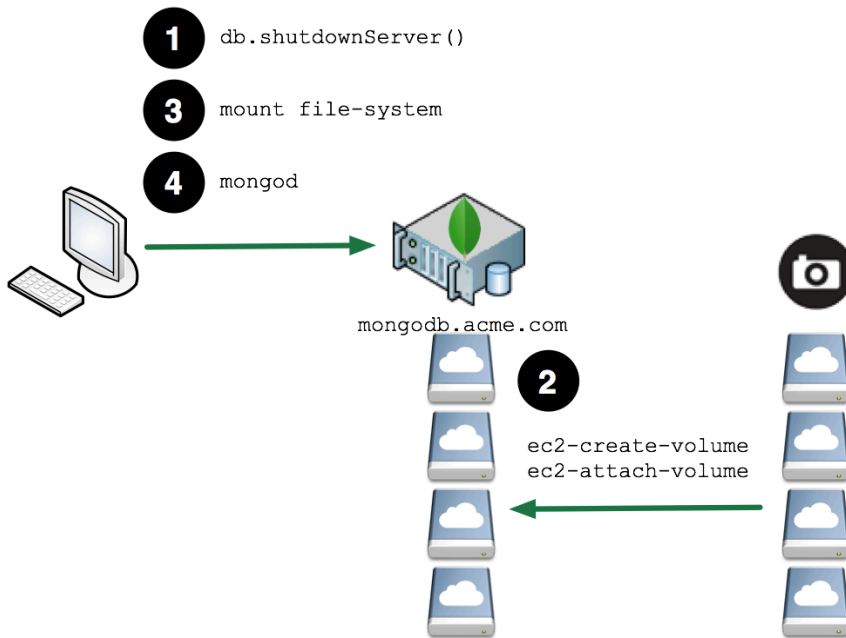 1 db.shutdownServer()
3 mount file-system
4 mongod
mongodb.acme.com
2
ec2-create-volume
ec2-attach-volume